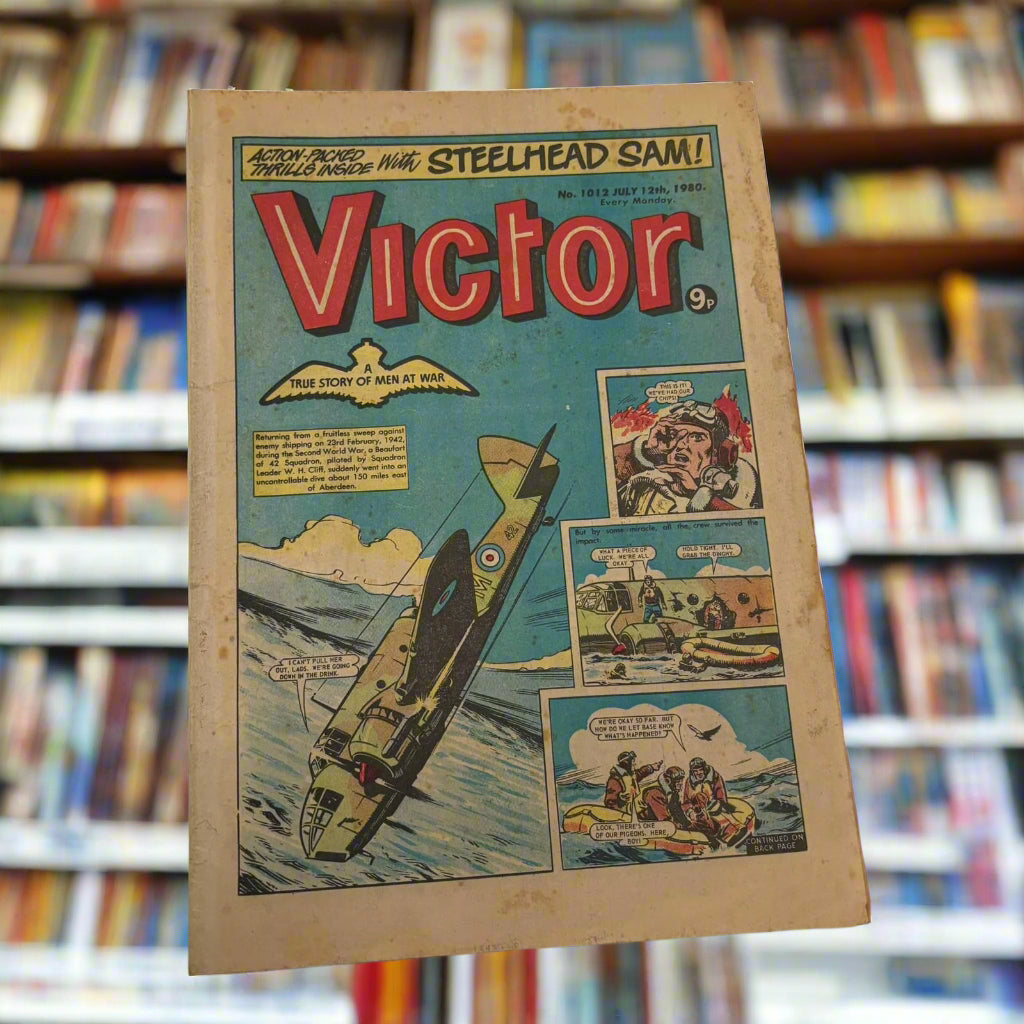 ACTION-PACKED
THRILLS INSIDE With STEELHEAD SAM!
No. 1012 JULY 12th, 1980.
Every Monday.
Victor
9P
A
TRUE STORY OF MEN AT WAR
Returning from a fruitless sweep against
enemy shipping on 23rd February, 1942,
during the Second World War, a Beaufort
of 42 Squadron, piloted by Squadron
Leader W. H. Cliff, suddenly went into an
uncontrollable dive about 150 miles east
of Aberdeen.
I CAN'T PULL HER
OUT, LADS. WE'RE GOING
DOWN IN THE DRINK.
THIS IS IT!
WE'VE HAD OUR
CHIPS!
But by some miracle, all the crew survived the
impact.
WHAT A PIECE OF
LUCK. WE'RE ALL
OKAY.
HOLD TIGHT. I'LL
GRAB THE DINGHY.
WE'RE OKAY SO FAR. BUT
HOW DO WE LET BASE KNOW
WHAT'S HAPPENED?
LOOK, THERE'S ONE
OF OUR PIGEONS. HERE,
BOY!
CONTINUED ON
BACK PAGE